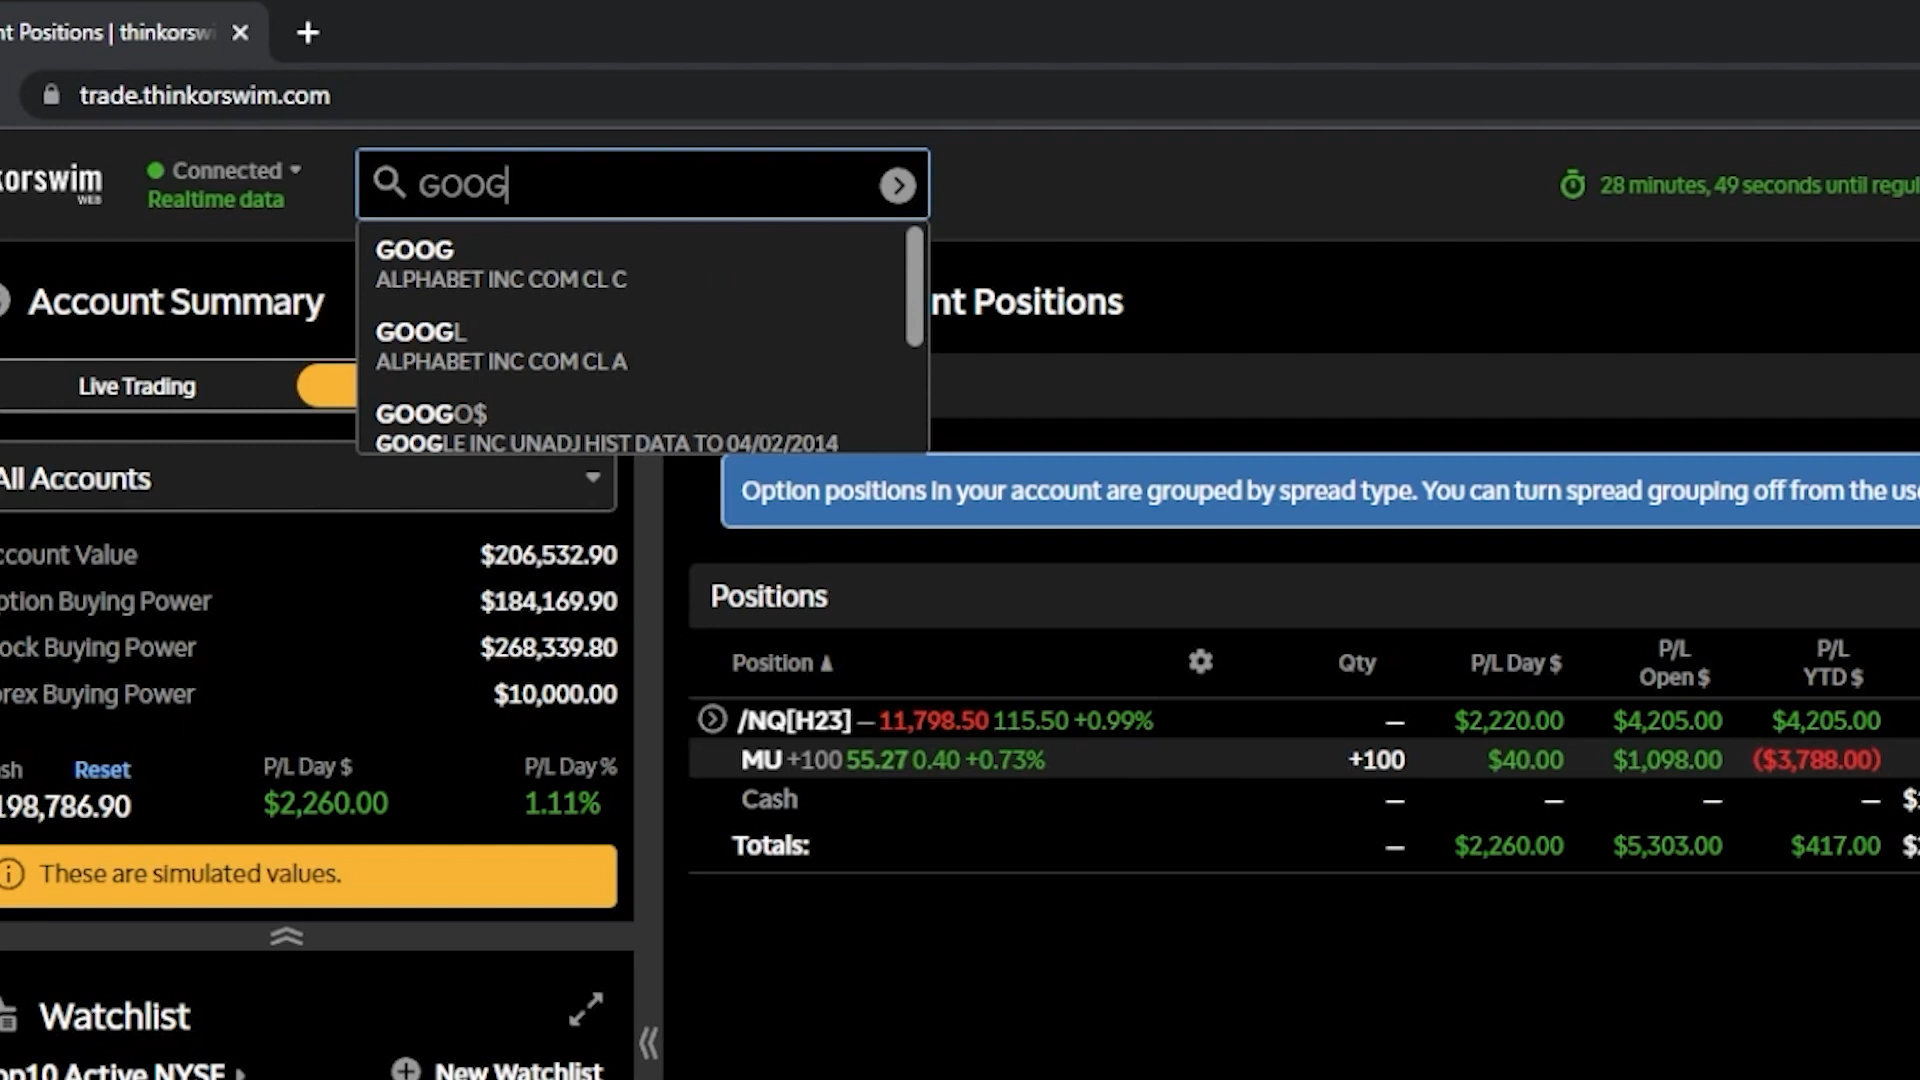 nt Positions | thinkorsw
trade.thinkorswim.com
korswim
WEB
Connected
Realtime data
GOOG
28 minutes, 49 seconds until regul
GOOG
ALPHABET INC COM CL C
GOOGL
ALPHABET INC COM CL A
GOOGO$
GOOGLE INC UNADJ HIST DATA TO 04/02/2014
Account Summary
nt Positions
Live Trading
All Accounts
Option positions in your account are grouped by spread type. You can turn spread grouping off from the use
ccount Value $206,532.90
ption Buying Power $184,169.90
ock Buying Power $268,339.80
orex Buying Power $10,000.00
sh Reset P/L Day $ P/L Day %
198,786.90 $2,260.00 1.11%
These are simulated values.
Positions
Position ▲ Qty P/L Day $ P/L Open $ P/L YTD $
/NQ[H23] – 11,798.50 115.50 +0.99% – $2,220.00 $4,205.00 $4,205.00
MU +100 55.27 0.40 +0.73% +100 $40.00 $1,098.00 ($3,788.00)
Cash – – – –
Totals: – $2,260.00 $5,303.00 $417.00
Watchlist
op10 Active NYSE
New Watchlist